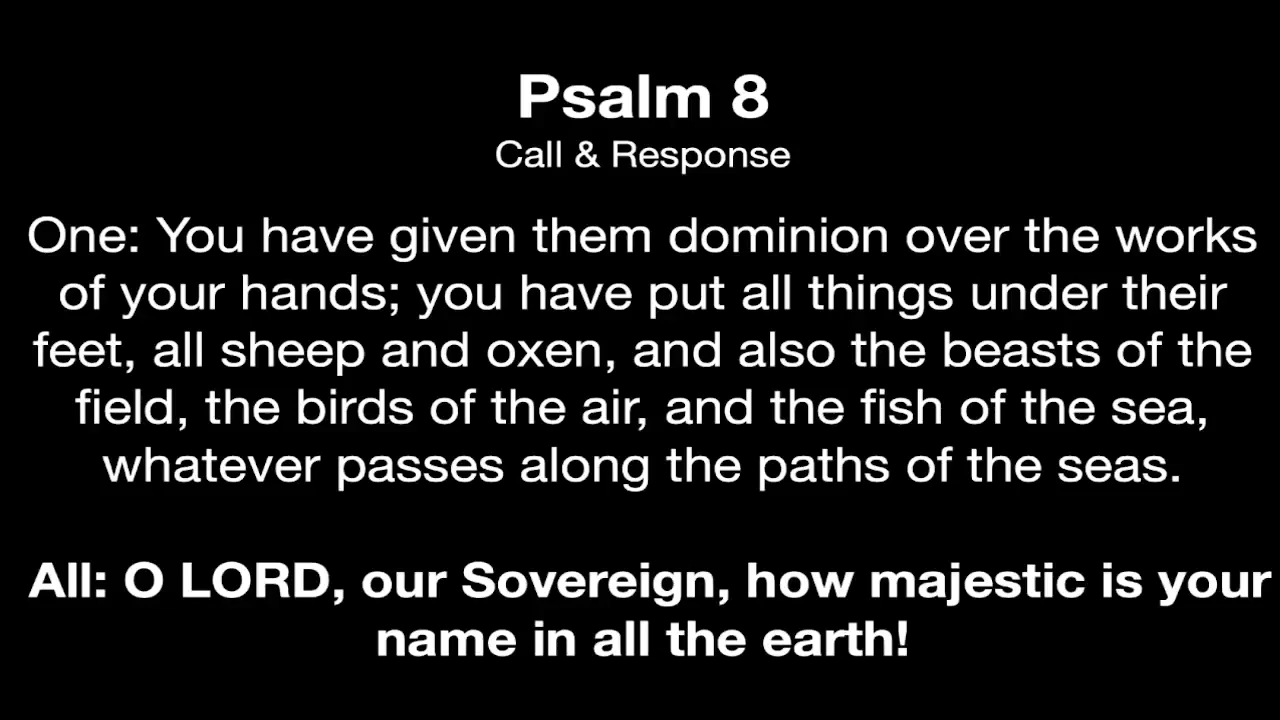 Psalm 8
Call & Response
One: You have given them dominion over the works
of your hands; you have put all things under their
feet, all sheep and oxen, and also the beasts of the
field, the birds of the air, and the fish of the sea,
whatever passes along the paths of the seas.
All: O LORD, our Sovereign, how majestic is your
name in all the earth!